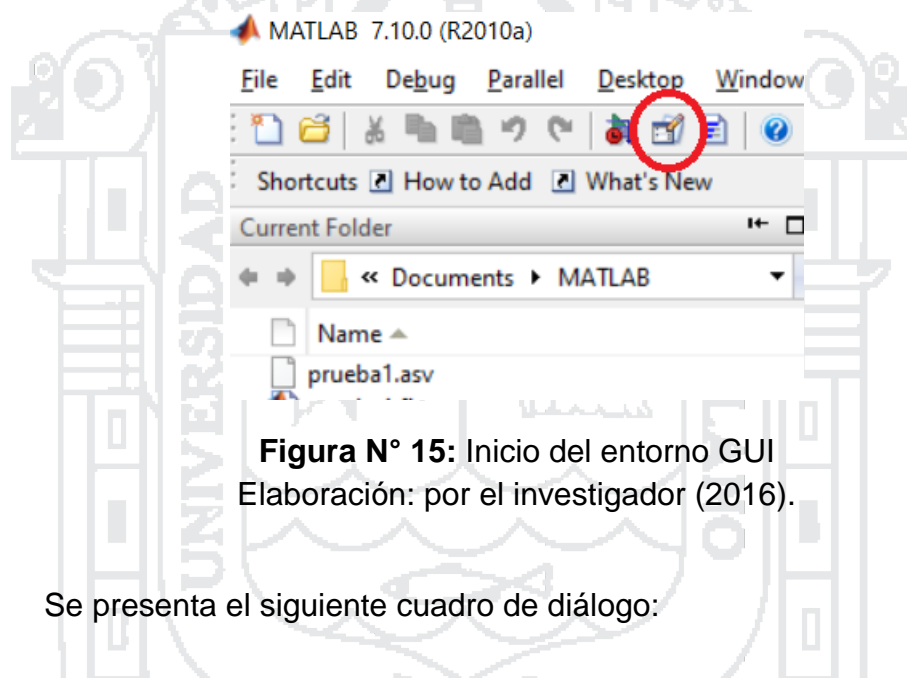 MATLAB 7.10.0 (R2010a)
File Edit Debug Parallel Desktop Window
Shortcuts How to Add What's New
Current Folder
« Documents MATLAB
Name
prueba1.asv
Figura N° 15: Inicio del entorno GUI
Elaboración: por el investigador (2016).
Se presenta el siguiente cuadro de diálogo:
UNIVERSIDAD